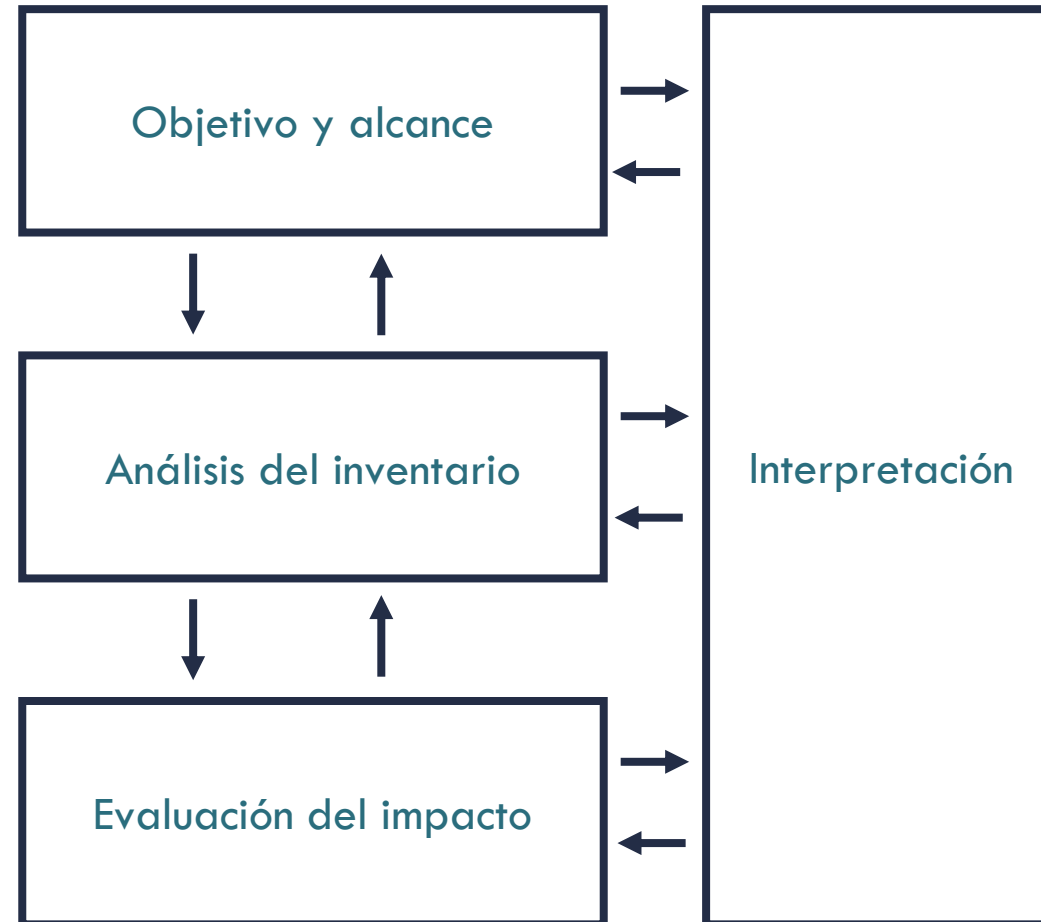 Objetivo y alcance
Análisis del inventario
Interpretación
Evaluación del impacto